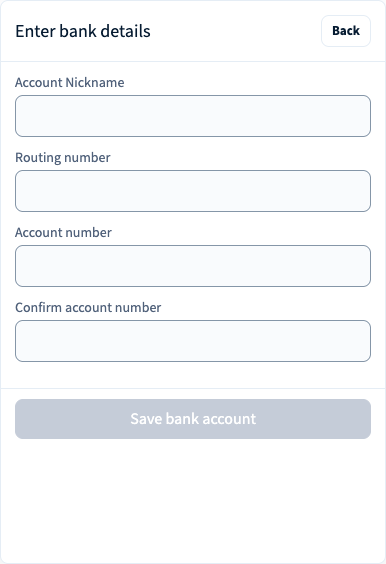 Enter bank details
Back
Account Nickname
Routing number
Account number
Confirm account number
Save bank account